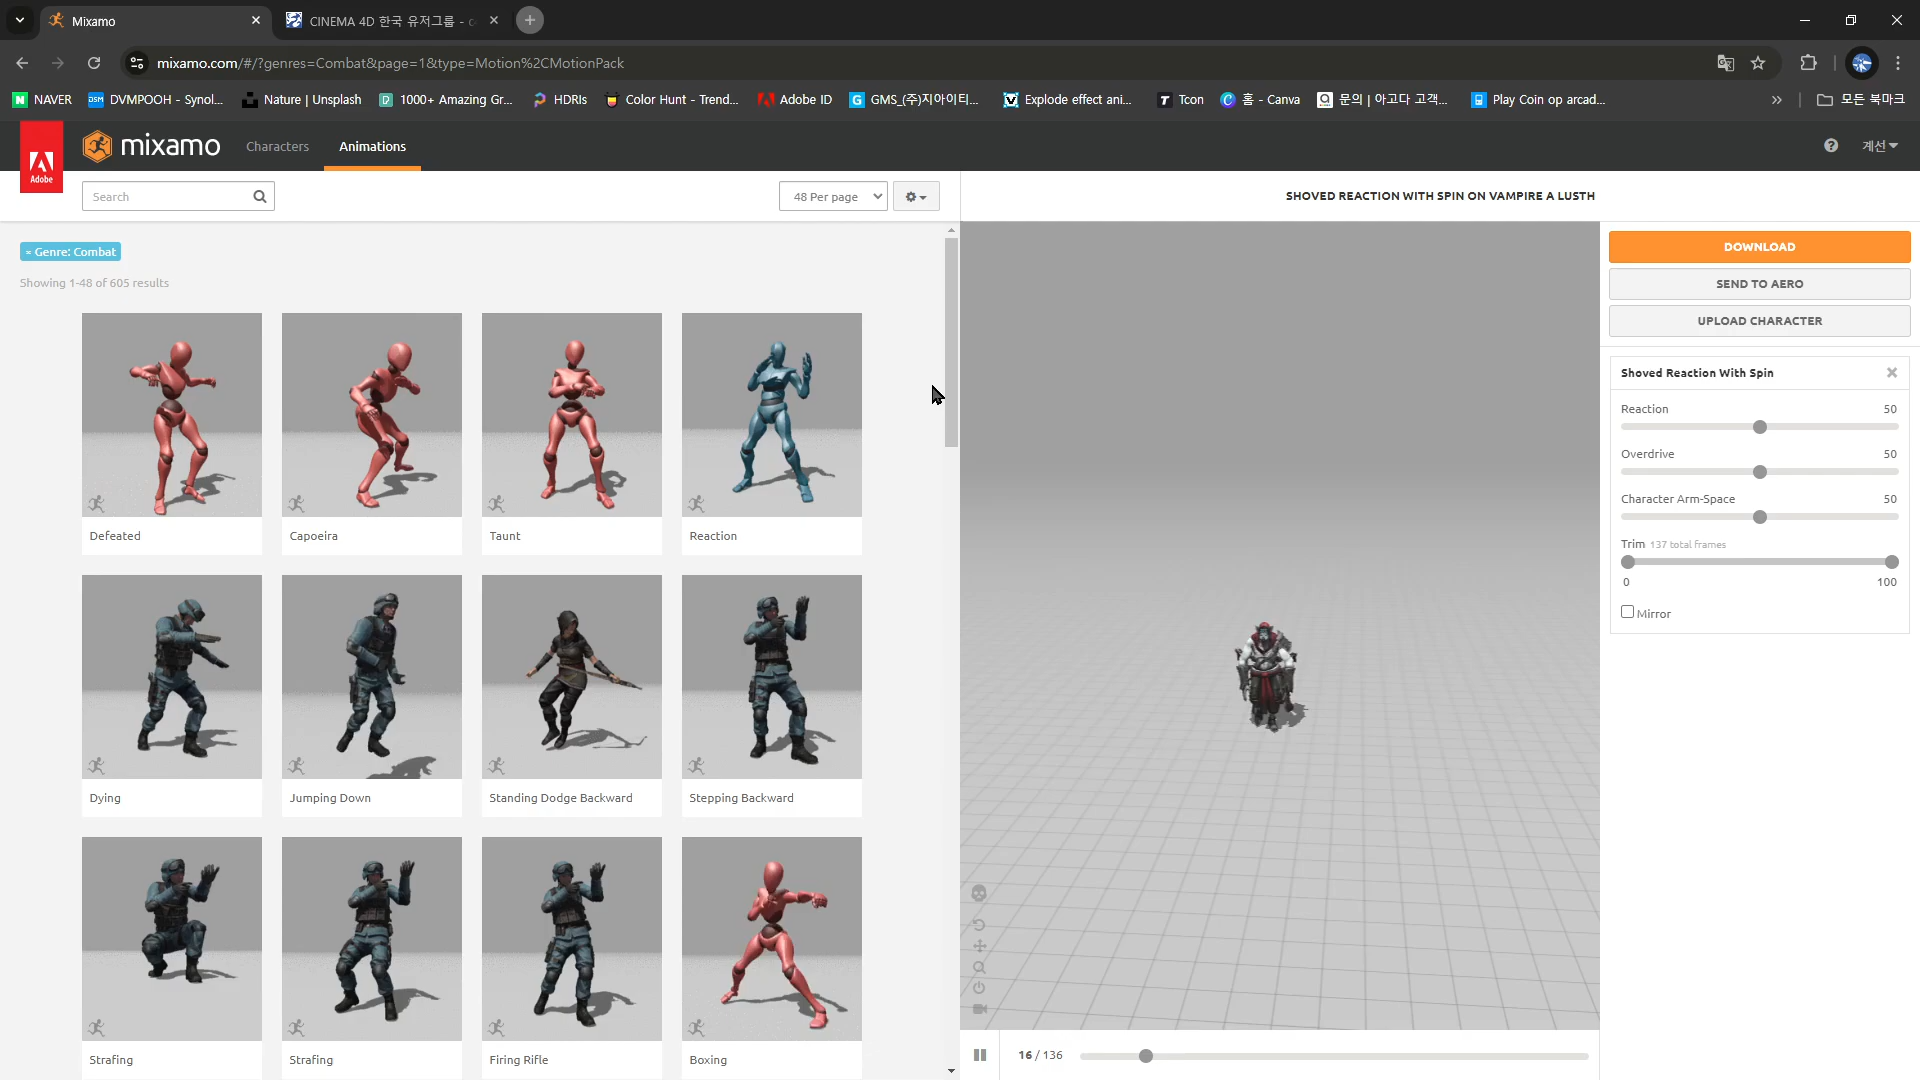 Mixamo
CINEMA 4D 한국 유저그룹 - c
mixamo.com/#/?genres=Combat&page=1&type=Motion%2CMotionPack
NAVER
DVMPOOH - Synol...
Nature | Unsplash
1000+ Amazing Gr...
HDRIs
Color Hunt - Trend...
Adobe ID
GMS_(주)지아이티...
Explode effect ani...
Tcon
홈 - Canva
문의 | 아고다 고객...
Play Coin op arcad...
모든 북마크
Adobe
mixamo
Characters
Animations
계선
Search
48 Per page
SHOVED REACTION WITH SPIN ON VAMPIRE A LUSTH
× Genre: Combat
Showing 1-48 of 605 results
Defeated
Capoeira
Taunt
Reaction
Dying
Jumping Down
Standing Dodge Backward
Stepping Backward
Strafing
Strafing
Firing Rifle
Boxing
16 / 136
DOWNLOAD
SEND TO AERO
UPLOAD CHARACTER
Shoved Reaction With Spin
Reaction 50
Overdrive 50
Character Arm-Space 50
Trim 137 total frames
0 100
Mirror